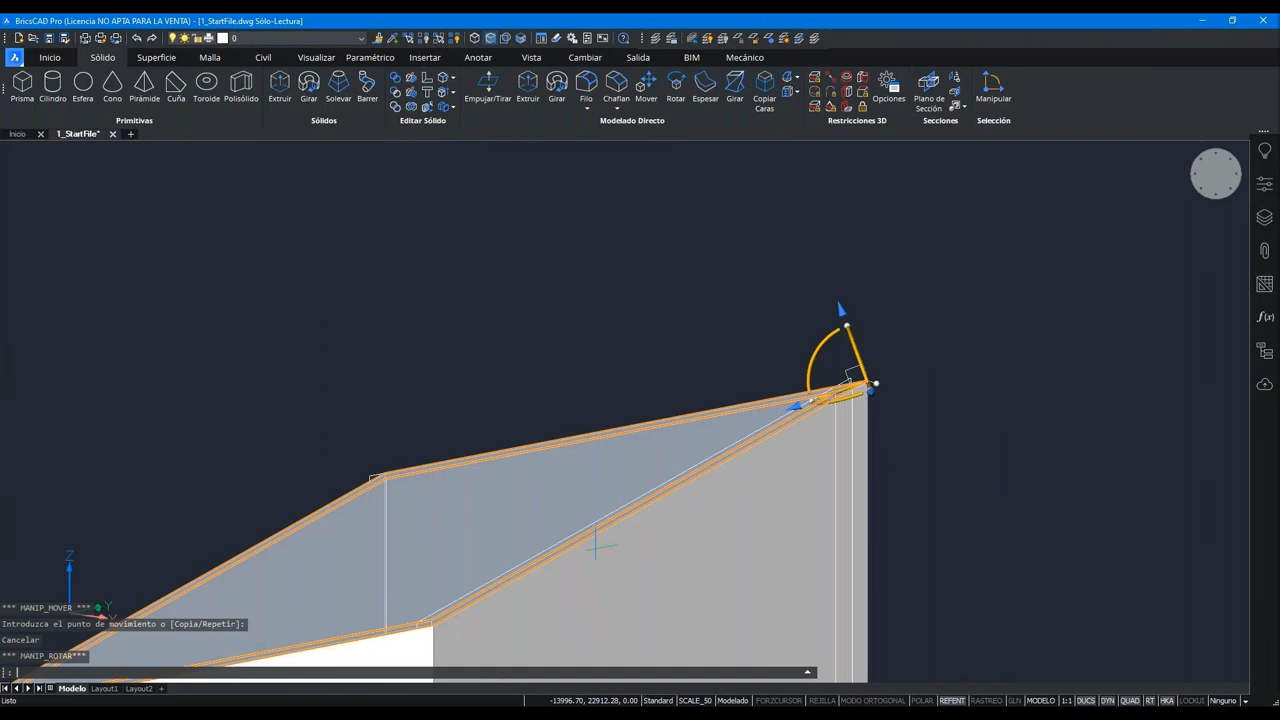 BricsCAD Pro (Licencia NO APTA PARA LA VENTA) - [1_StartFile.dwg Sólo-Lectura)
0
Inicio Sólido Superficie Malla Civil Visualizar Paramétrico Insertar Anotar Vista Cambiar Salida BIM Mecánico
Prisma Cilindro Esfera Cono Pirámide Cuña Toroide Polisólido Extruir Girar Solevar Barrer Empujar/Tirar Extruir Girar Filo Chaflan Mover Rotar Espesar Girar Copiar Caras Opciones Plano de Sección Manipular
Primitivas Sólidos Editar Sólido Modelado Directo Restricciones 3D Secciones Selección
Inicio 1_StartFile*
f(x)
Z
*** MANIP_MOVER ***
Y
X
Introduzca el punto de movimiento o [Copia/Repetir]:
Cancelar
*** MANIP_ROTAR***
:
Modelo Layout1 Layout2 +
Listo -13996.70, 22912.28, 0.00 Standard SCALE_50 Modelado FORZCURSOR REJILLA MODO ORTOGONAL POLAR REFENT RASTREO GLN MODELO 1:1 DUCS DYN QUAD RT HKA LOCKUI Ninguno